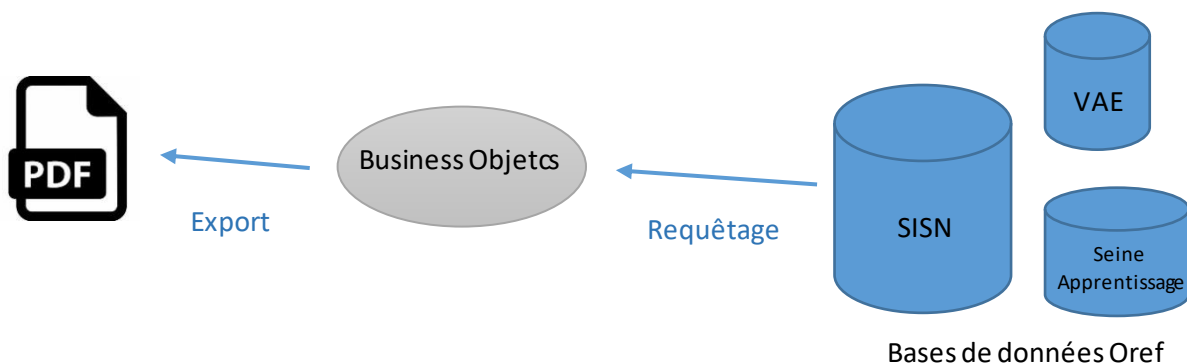 PDF
Export
Business Objetcs
Requêtage
SISN
VAE
Seine
Apprentissage
Bases de données Oref